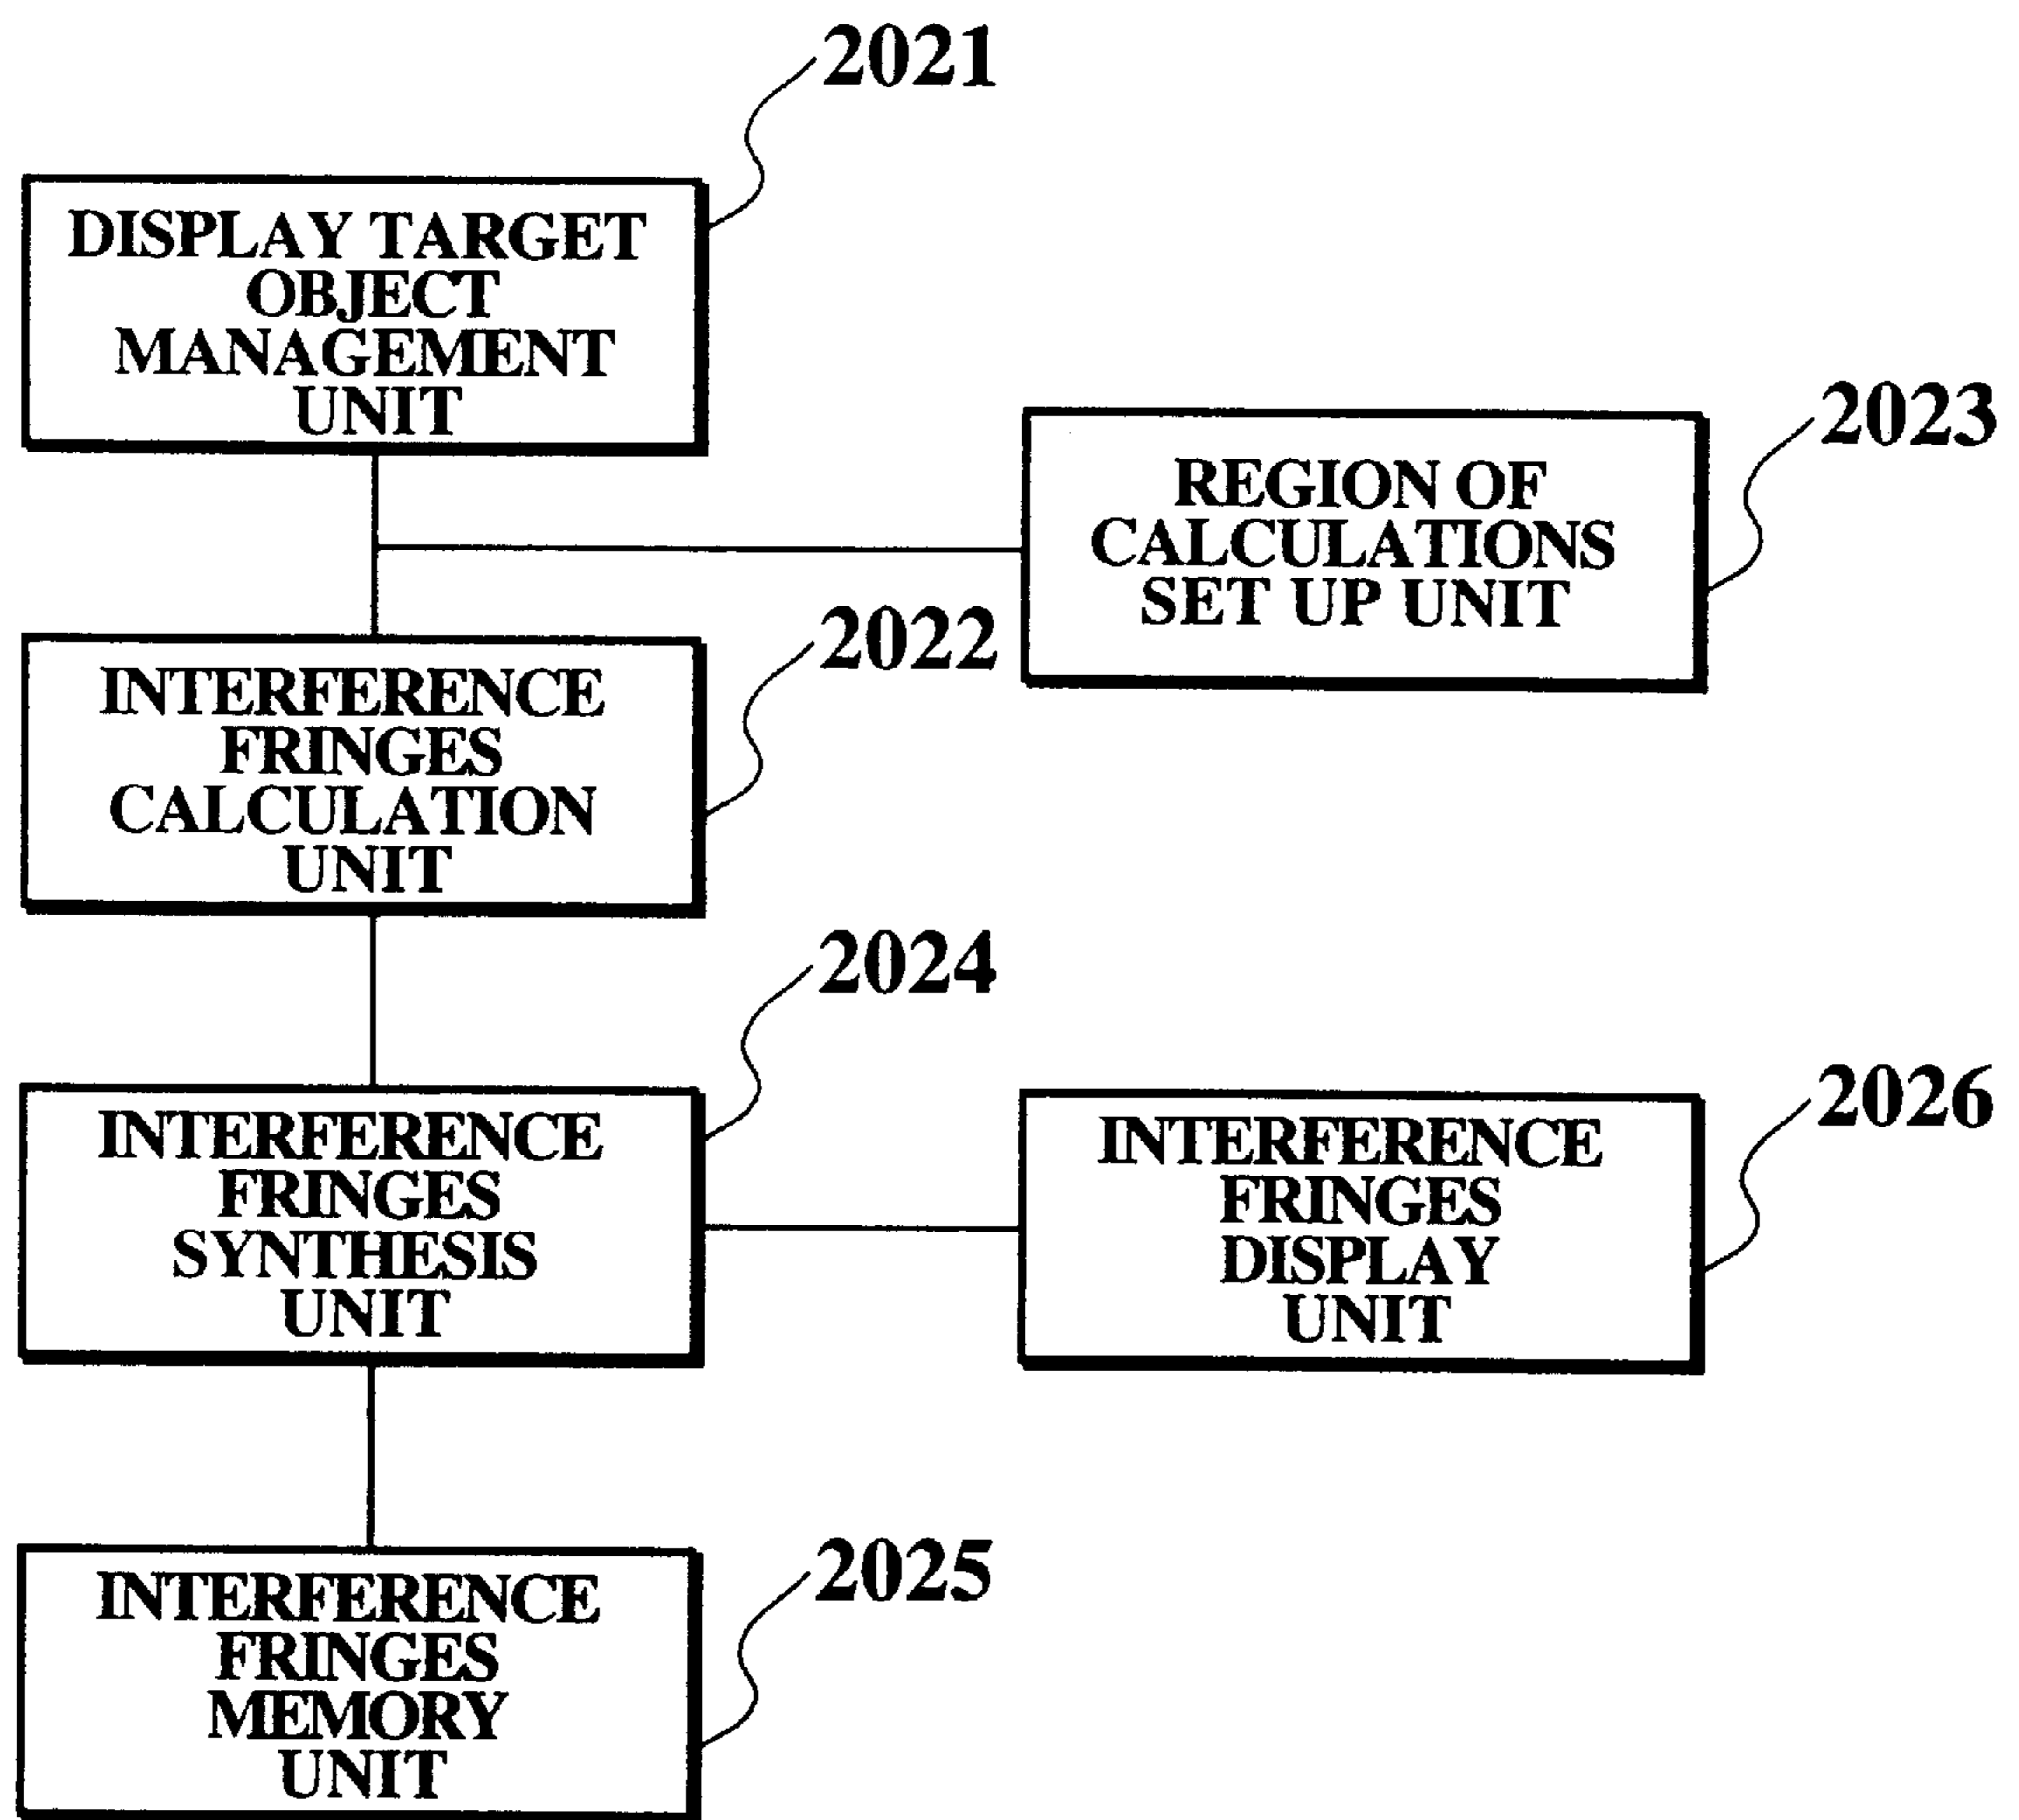 2021
DISPLAY TARGET
OBJECT
MANAGEMENT
UNIT
2023
REGION OF
CALCULATIONS
SET UP UNIT
2022
INTERFERENCE
FRINGES
CALCULATION
UNIT
2024
INTERFERENCE
FRINGES
SYNTHESIS
UNIT
2026
INTERFERENCE
FRINGES
DISPLAY
UNIT
2025
INTERFERENCE
FRINGES
MEMORY
UNIT